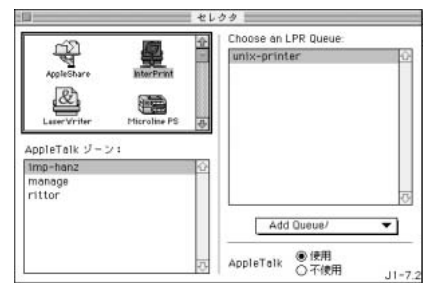 セレクタ
AppleShare
InterPrint
LaserWriter
Microline PS
AppleTalk ゾーン：
imp-hanz
manage
rittor
Choose an LPR Queue:
unix-printer
Add Queue/
AppleTalk
使用
不使用
J1-7.2